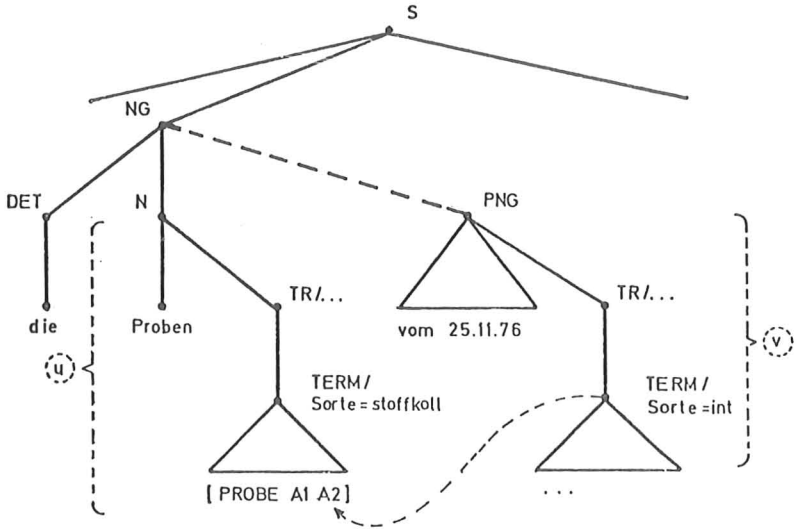 S
NG
DET
N
PNG
TR/...
TR/...
die
Proben
vom 25.11.76
u
v
TERM/
Sorte=stoffkoll
TERM/
Sorte=int
[PROBE A1 A2]
...